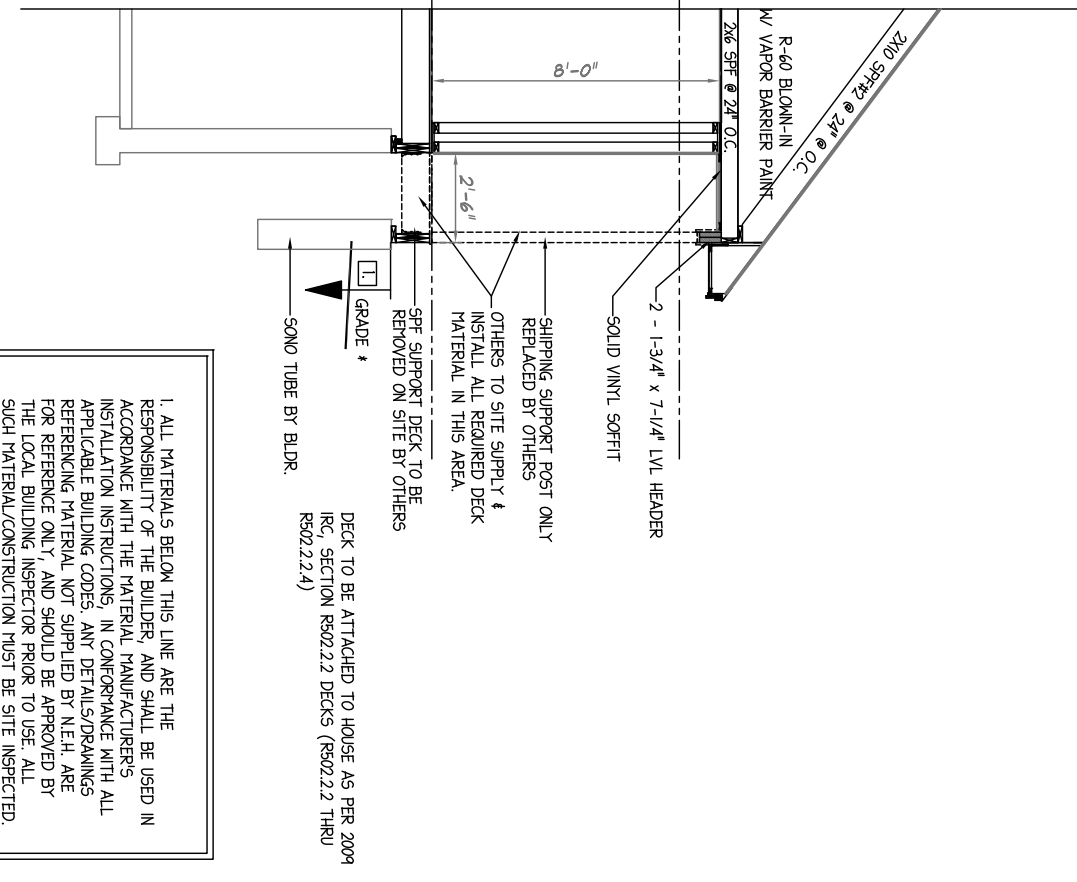 2X10 SPF#2 @ 24" @ O.C.
R-60 BLOWN-IN
W/ VAPOR BARRIER PAINT
2x6 SPF @ 24" O.C.
8'-0"
2'-6"
2 - 1-3/4" x 7-1/4" LVL HEADER
SOLID VINYL SOFFIT
SHIPPING SUPPORT POST ONLY
REPLACED BY OTHERS
OTHERS TO SITE SUPPLY &
INSTALL ALL REQUIRED DECK
MATERIAL IN THIS AREA.
SPF SUPPORT DECK TO BE
REMOVED ON SITE BY OTHERS
1.
GRADE *
SONO TUBE BY BLDR.
DECK TO BE ATTACHED TO HOUSE AS PER 2009
IRC, SECTION R502.2.2 DECKS (R502.2.2 THRU
R502.2.2.4)
1. ALL MATERIALS BELOW THIS LINE ARE THE
RESPONSIBILITY OF THE BUILDER, AND SHALL BE USED IN
ACCORDANCE WITH THE MATERIAL MANUFACTURER'S
INSTALLATION INSTRUCTIONS, IN CONFORMANCE WITH ALL
APPLICABLE BUILDING CODES. ANY DETAILS/DRAWINGS
REFERENCING MATERIAL NOT SUPPLIED BY N.E.H. ARE
FOR REFERENCE ONLY, AND SHOULD BE APPROVED BY
THE LOCAL BUILDING INSPECTOR PRIOR TO USE. ALL
SUCH MATERIAL/CONSTRUCTION MUST BE SITE INSPECTED.